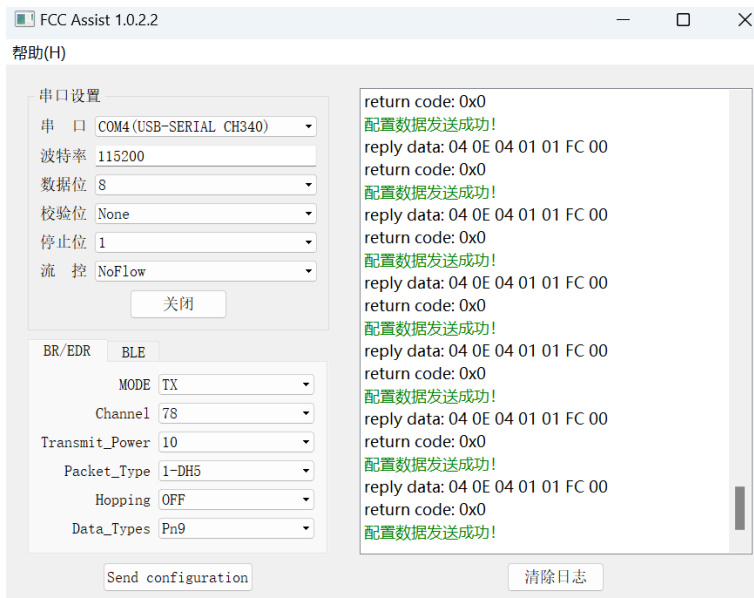 FCC Assist 1.0.2.2
帮助(H)
串口设置
串 口 COM4(USB-SERIAL CH340)
波特率 115200
数据位 8
校验位 None
停止位 1
流 控 NoFlow
关闭
BR/EDR BLE
MODE TX
Channel 78
Transmit_Power 10
Packet_Type 1-DH5
Hopping OFF
Data_Types Pn9
Send configuration
return code: 0x0
配置数据发送成功!
reply data: 04 0E 04 01 01 FC 00
return code: 0x0
配置数据发送成功!
reply data: 04 0E 04 01 01 FC 00
return code: 0x0
配置数据发送成功!
reply data: 04 0E 04 01 01 FC 00
return code: 0x0
配置数据发送成功!
reply data: 04 0E 04 01 01 FC 00
return code: 0x0
配置数据发送成功!
reply data: 04 0E 04 01 01 FC 00
return code: 0x0
配置数据发送成功!
reply data: 04 0E 04 01 01 FC 00
return code: 0x0
配置数据发送成功!
清除日志